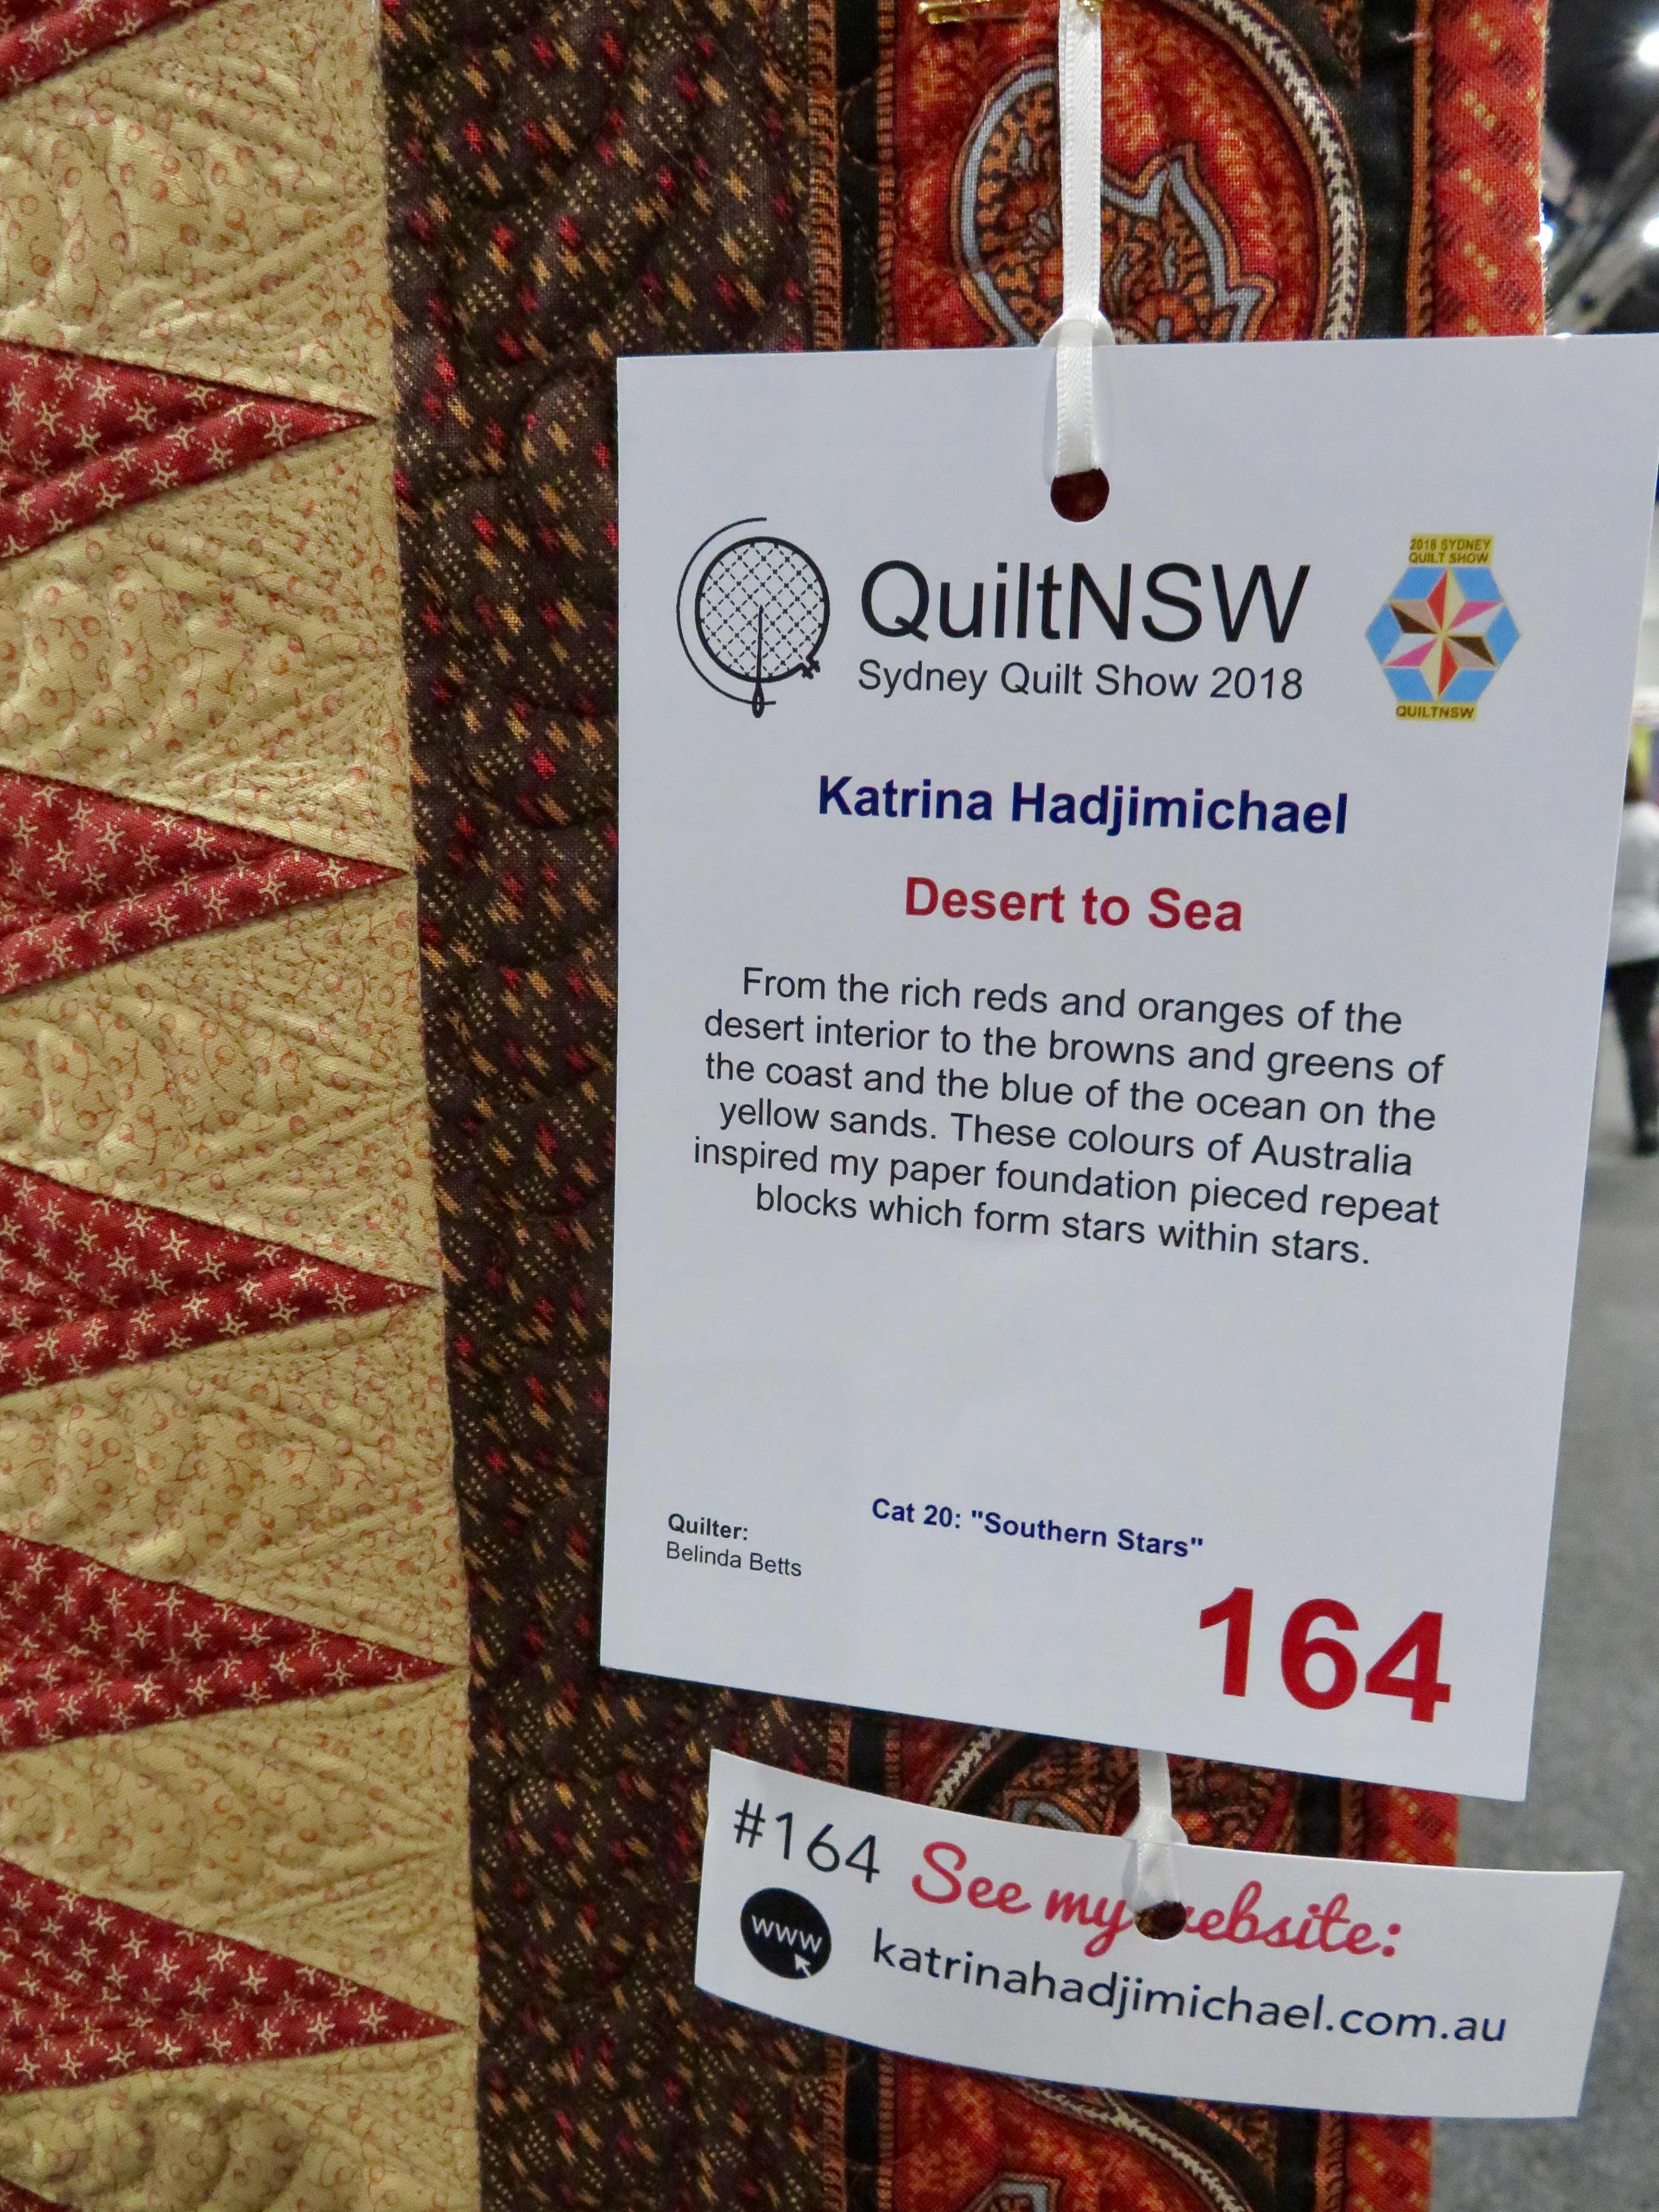 QuiltNSW
Sydney Quilt Show 2018
2018 SYDNEY
QUILT SHOW
QUILTNSW
Katrina Hadjimichael
Desert to Sea
From the rich reds and oranges of the
desert interior to the browns and greens of
the coast and the blue of the ocean on the
yellow sands. These colours of Australia
inspired my paper foundation pieced repeat
blocks which form stars within stars.
Cat 20: "Southern Stars"
Quilter:
Belinda Betts
164
#164 See my website:
www
katrinahadjimichael.com.au